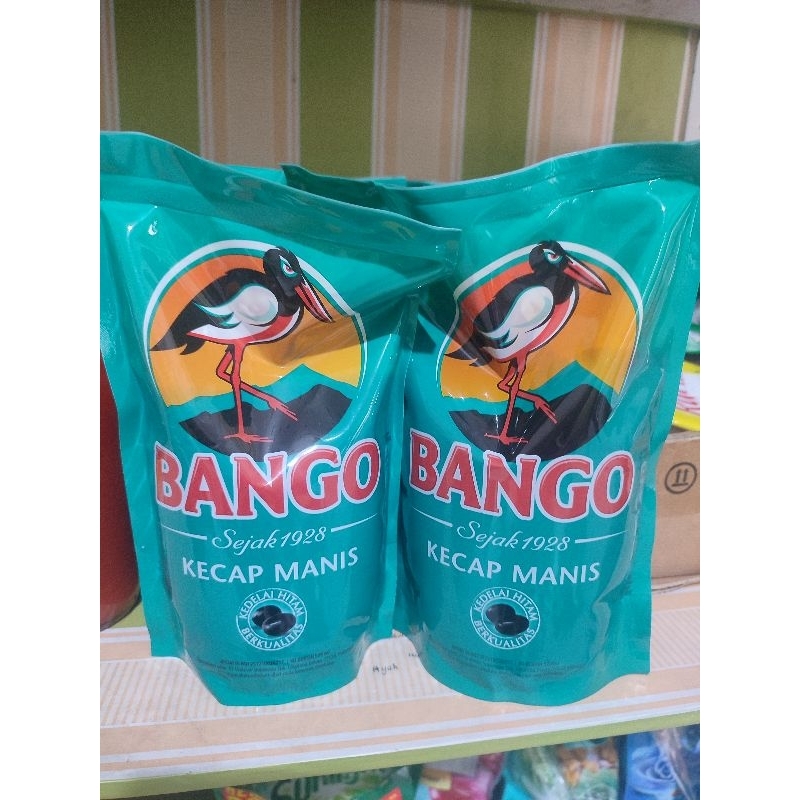 BANGO
Sejak 1928
KECAP MANIS
KEDELAI HITAM
BERKUALITAS
BANGO
Sejak 1928
KECAP MANIS
KEDELAI HITAM
BERKUALITAS